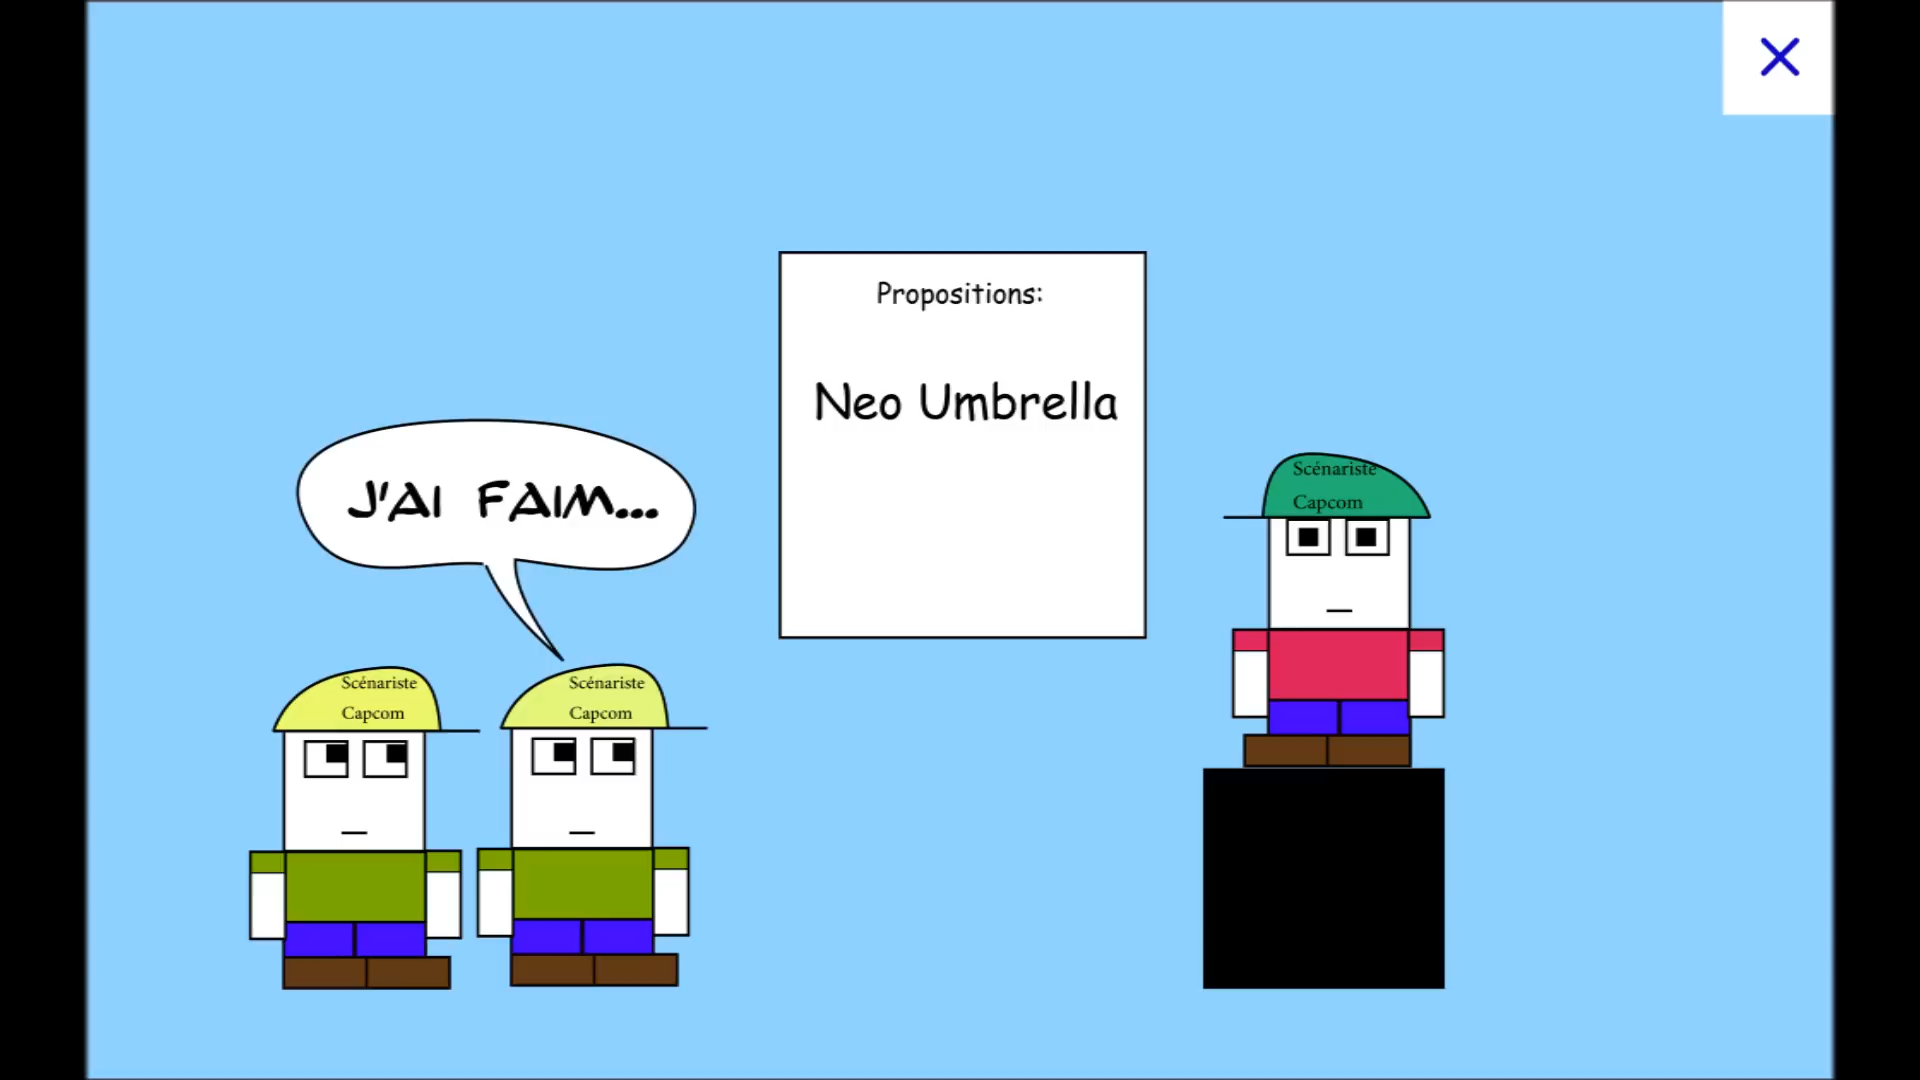 Propositions:
Neo Umbrella
J'AI FAIM...
Scénariste
Capcom
Scénariste
Capcom
Scénariste
Capcom